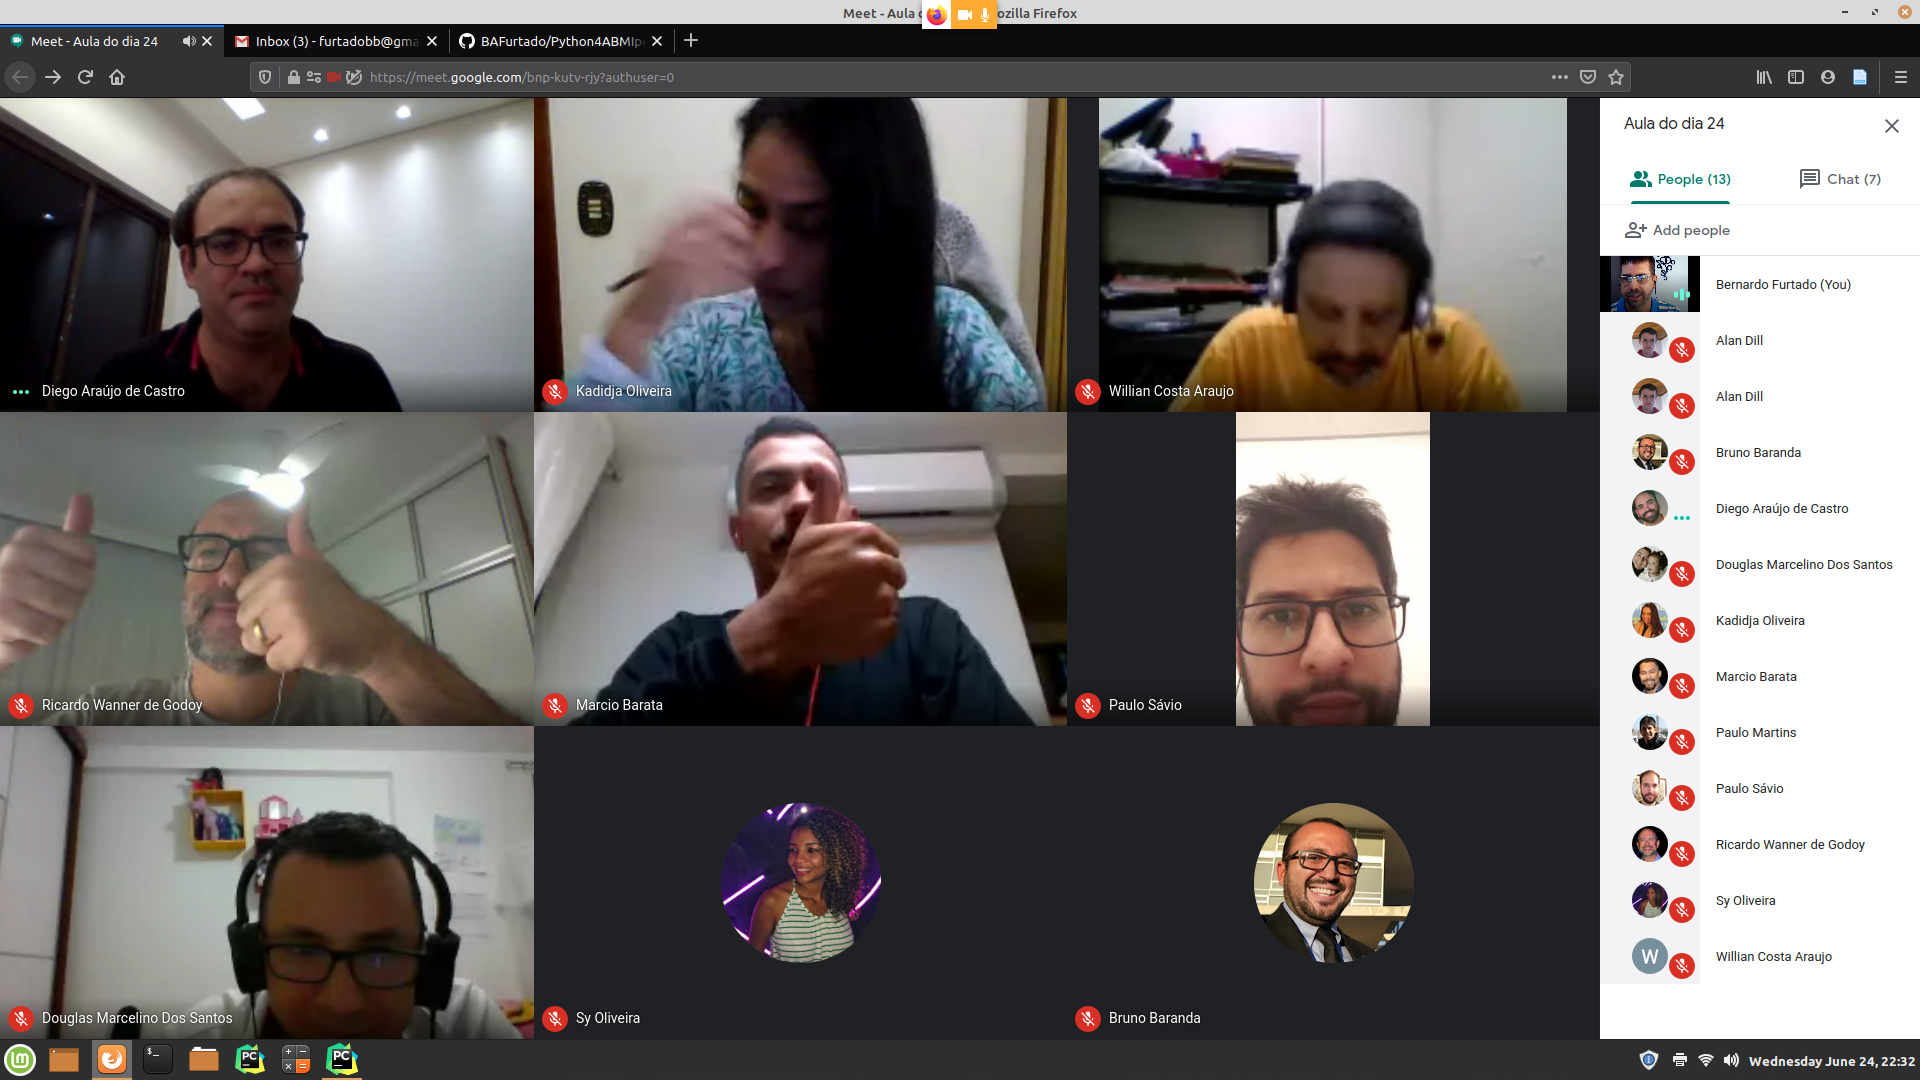 Meet - Aula
ozilla Firefox
Meet - Aula do dia 24
Inbox (3) - furtadobb@gma
BAFurtado/Python4ABMIp
https://meet.google.com/bnp-kutv-rjy?authuser=0
Aula do dia 24
People (13)
Chat (7)
Add people
Bernardo Furtado (You)
Alan Dill
Alan Dill
Bruno Baranda
Diego Araújo de Castro
Douglas Marcelino Dos Santos
Kadidja Oliveira
Marcio Barata
Paulo Martins
Paulo Sávio
Ricardo Wanner de Godoy
Sy Oliveira
W
Willian Costa Araujo
Diego Araújo de Castro
Kadidja Oliveira
Willian Costa Araujo
Ricardo Wanner de Godoy
Marcio Barata
Paulo Sávio
Douglas Marcelino Dos Santos
Sy Oliveira
Bruno Baranda
$_
PC
PC
Wednesday June 24, 22:32